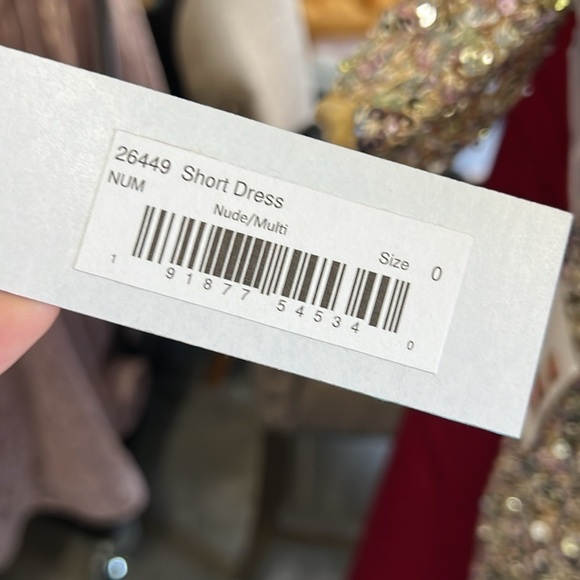 26449 Short Dress
NUM
Nude/Multi
Size 0
1 91877 54534 0